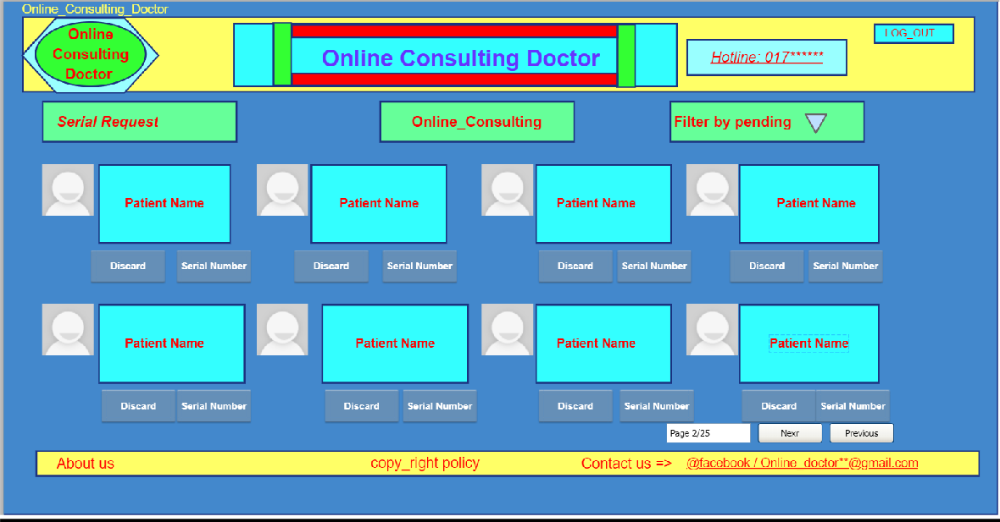 Online_Consulting_Doctor
Online
Consulting
Doctor
Online Consulting Doctor
Hotline: 017******
LOG_OUT
Serial Request
Online_Consulting
Filter by pending
Patient Name
Patient Name
Patient Name
Patient Name
Discard
Serial Number
Discard
Serial Number
Discard
Serial Number
Discard
Serial Number
Patient Name
Patient Name
Patient Name
Patient Name
Discard
Serial Number
Discard
Serial Number
Discard
Serial Number
Discard
Serial Number
Page 2/25
Nexr
Previous
About us
copy_right policy
Contact us =>
@facebook / Online_doctor**@gmail.com